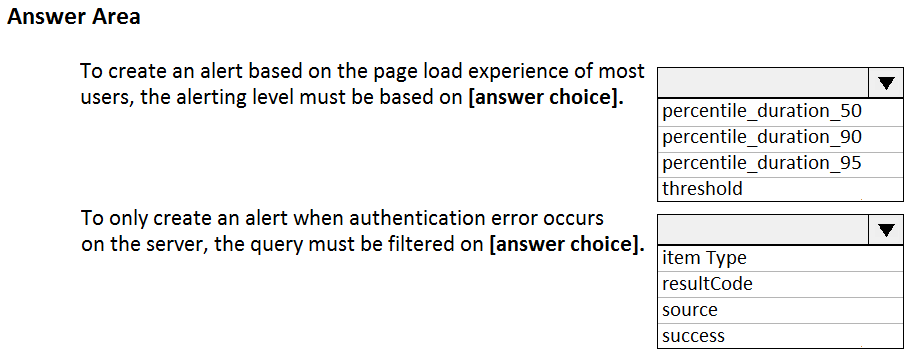 Answer Area
To create an alert based on the page load experience of most
users, the alerting level must be based on [answer choice].
percentile_duration_50
percentile_duration_90
percentile_duration_95
threshold
To only create an alert when authentication error occurs
on the server, the query must be filtered on [answer choice].
item Type
resultCode
source
success